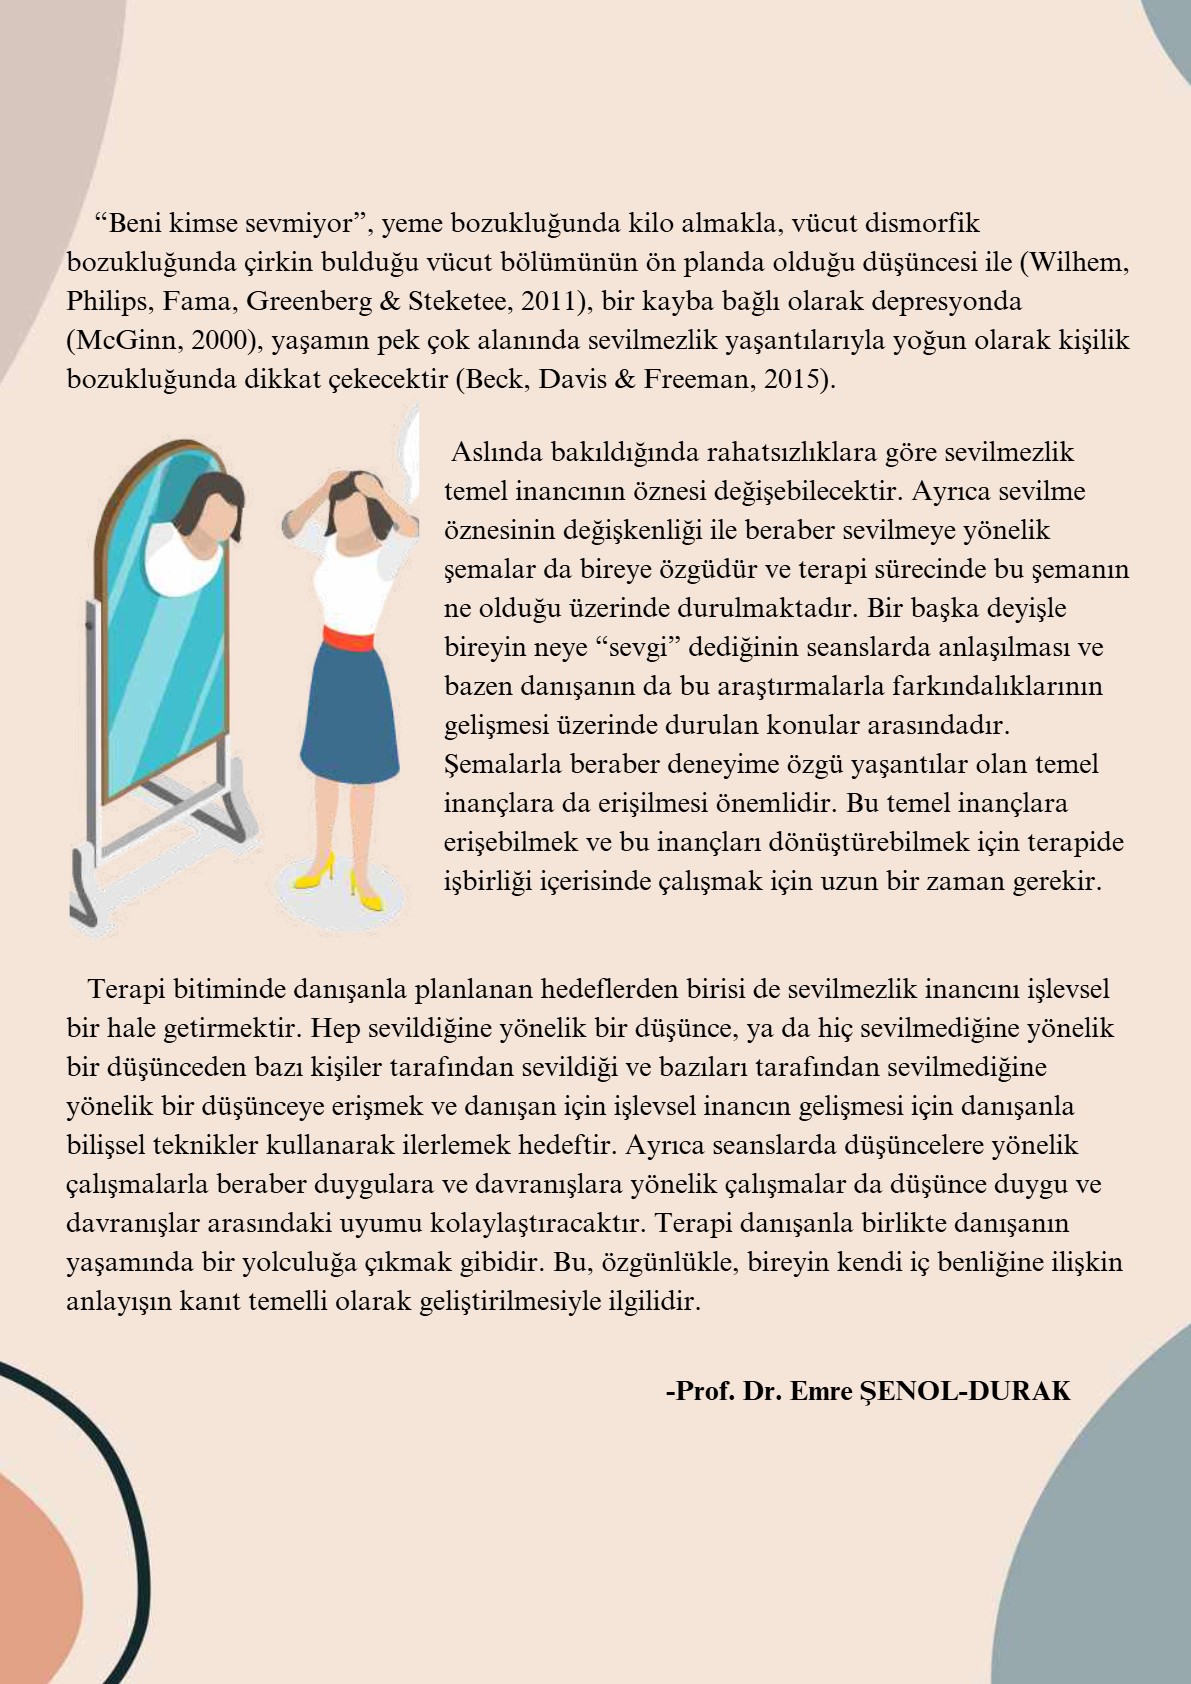 “Beni kimse sevmiyor”, yeme bozukluğunda kilo almakla, vücut dismorfik
bozukluğunda çirkin bulduğu vücut bölümünün ön planda olduğu düşüncesi ile (Wilhem,
Philips, Fama, Greenberg & Steketee, 2011), bir kayba bağlı olarak depresyonda
(McGinn, 2000), yaşamın pek çok alanında sevilmezlik yaşantılarıyla yoğun olarak kişilik
bozukluğunda dikkat çekecektir (Beck, Davis & Freeman, 2015).
Aslında bakıldığında rahatsızlıklara göre sevilmezlik
temel inancının öznesi değişebilecektir. Ayrıca sevilme
öznesinin değişkenliği ile beraber sevilmeye yönelik
şemalar da bireye özgüdür ve terapi sürecinde bu şemanın
ne olduğu üzerinde durulmaktadır. Bir başka deyişle
bireyin neye “sevgi” dediğinin seanslarda anlaşılması ve
bazen danışanın da bu araştırmalarla farkındalıklarının
gelişmesi üzerinde durulan konular arasındadır.
Şemalarla beraber deneyime özgü yaşantılar olan temel
inançlara da erişilmesi önemlidir. Bu temel inançlara
erişebilmek ve bu inançları dönüştürebilmek için terapide
işbirliği içerisinde çalışmak için uzun bir zaman gerekir.
Terapi bitiminde danışanla planlanan hedeflerden birisi de sevilmezlik inancını işlevsel
bir hale getirmektir. Hep sevildiğine yönelik bir düşünce, ya da hiç sevilmediğine yönelik
bir düşünceden bazı kişiler tarafından sevildiği ve bazıları tarafından sevilmediğine
yönelik bir düşünceye erişmek ve danışan için işlevsel inancın gelişmesi için danışanla
bilişsel teknikler kullanarak ilerlemek hedeftir. Ayrıca seanslarda düşüncelere yönelik
çalışmalarla beraber duygulara ve davranışlara yönelik çalışmalar da düşünce duygu ve
davranışlar arasındaki uyumu kolaylaştıracaktır. Terapi danışanla birlikte danışanın
yaşamında bir yolculuğa çıkmak gibidir. Bu, özgünlükle, bireyin kendi iç benliğine ilişkin
anlayışın kanıt temelli olarak geliştirilmesiyle ilgilidir.
-Prof. Dr. Emre ŞENOL-DURAK